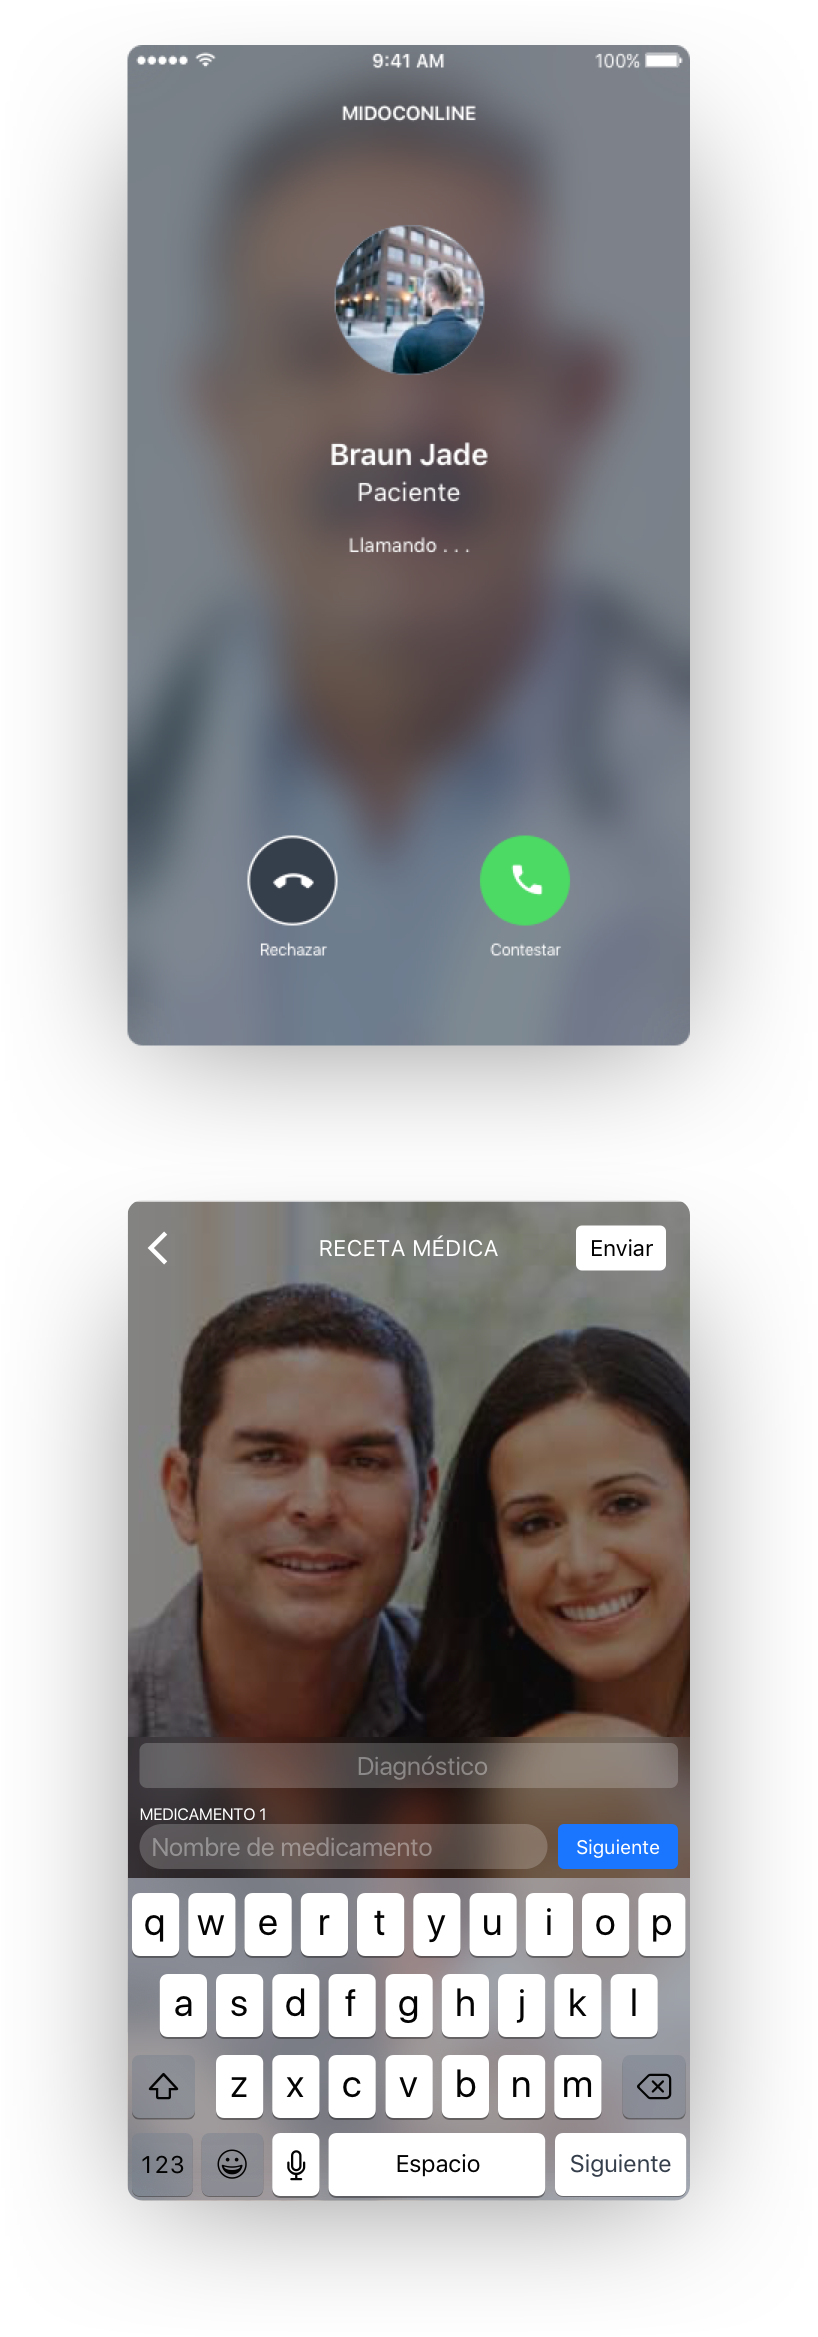 9:41 AM 100%
MIDOCONLINE
Braun Jade
Paciente
Llamando . . .
Rechazar Contestar
RECETA MÉDICA Enviar
Diagnóstico
MEDICAMENTO 1
Nombre de medicamento Siguiente
q w e r t y u i o p
a s d f g h j k l
z x c v b n m
123 Espacio Siguiente